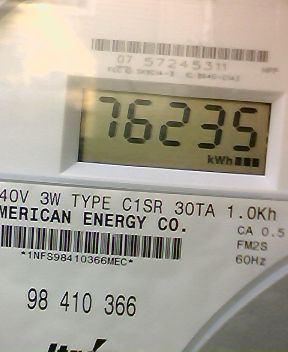 07 57245311
76235
kWh
40V 3W TYPE C1SR 30TA 1.0Kh
MERICAN ENERGY CO.
CA 0.5
FM2S
60Hz
*1NFS98410366MEC*
98 410 366